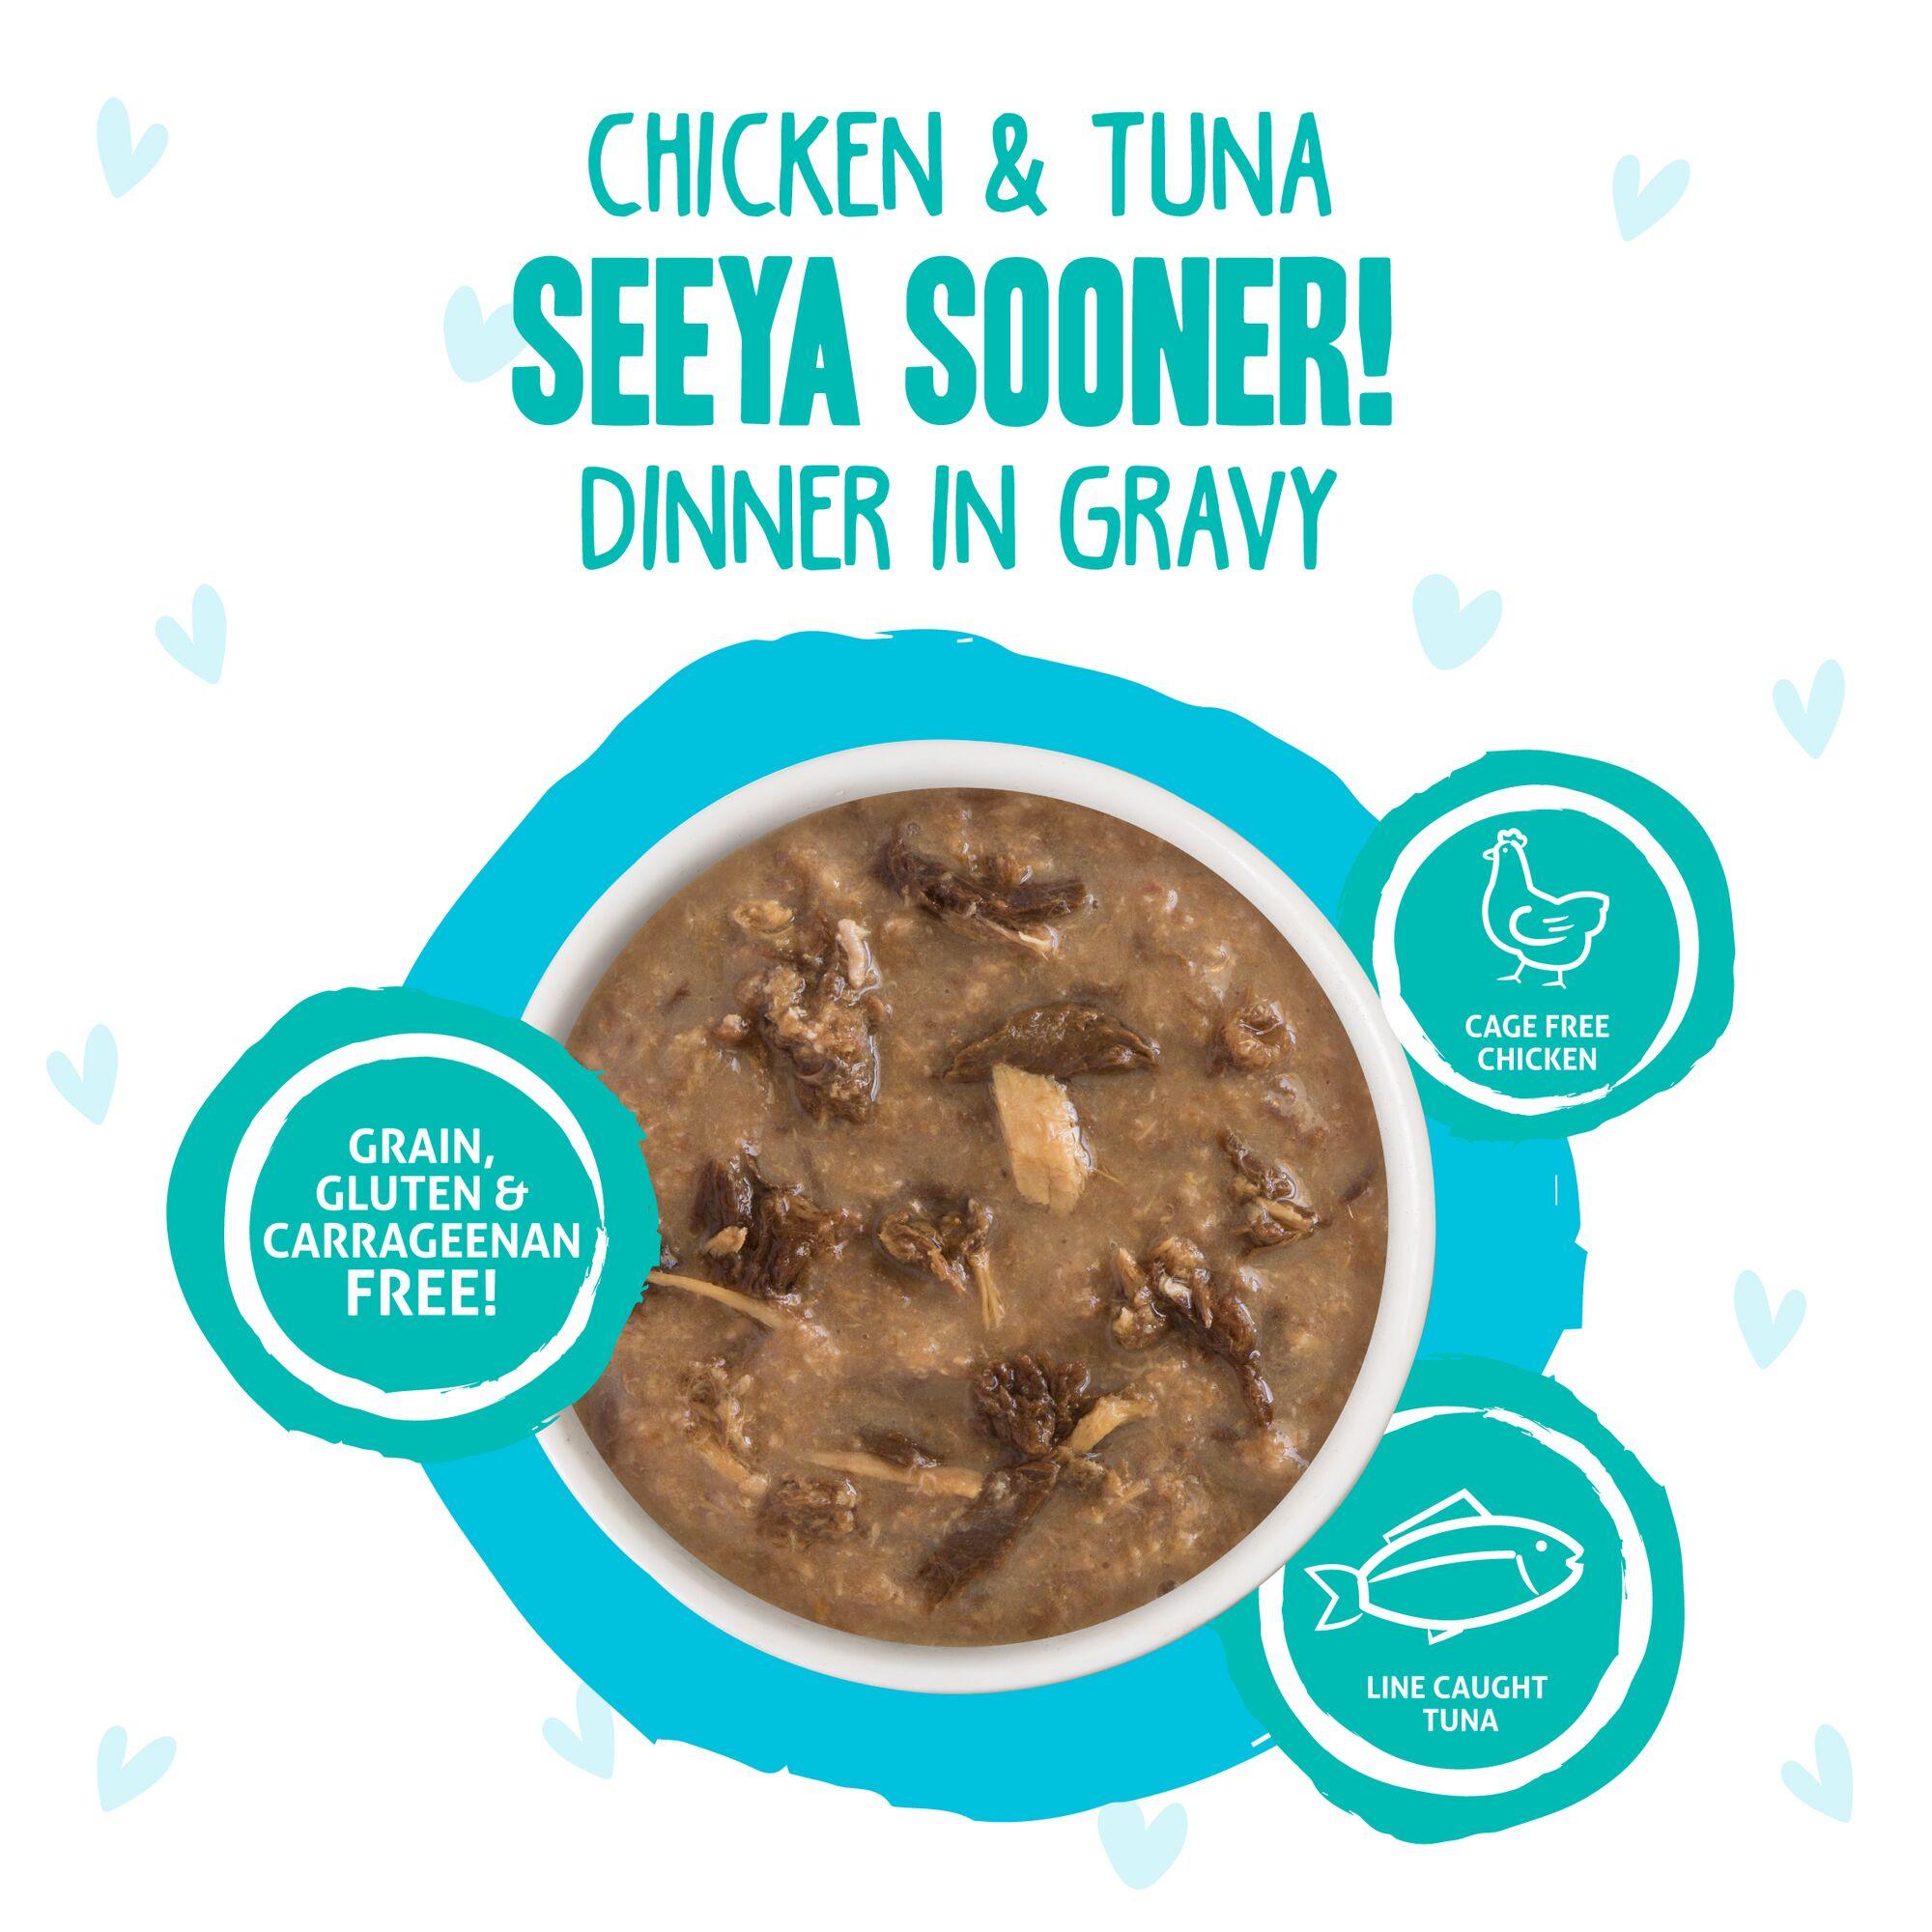 CHICKEN & TUNA
SEEYA SOONER!
DINNER IN GRAVY
CAGE FREE
CHICKEN
GRAIN,
GLUTEN &
CARRAGEENAN
FREE!
LINE CAUGHT
TUNA